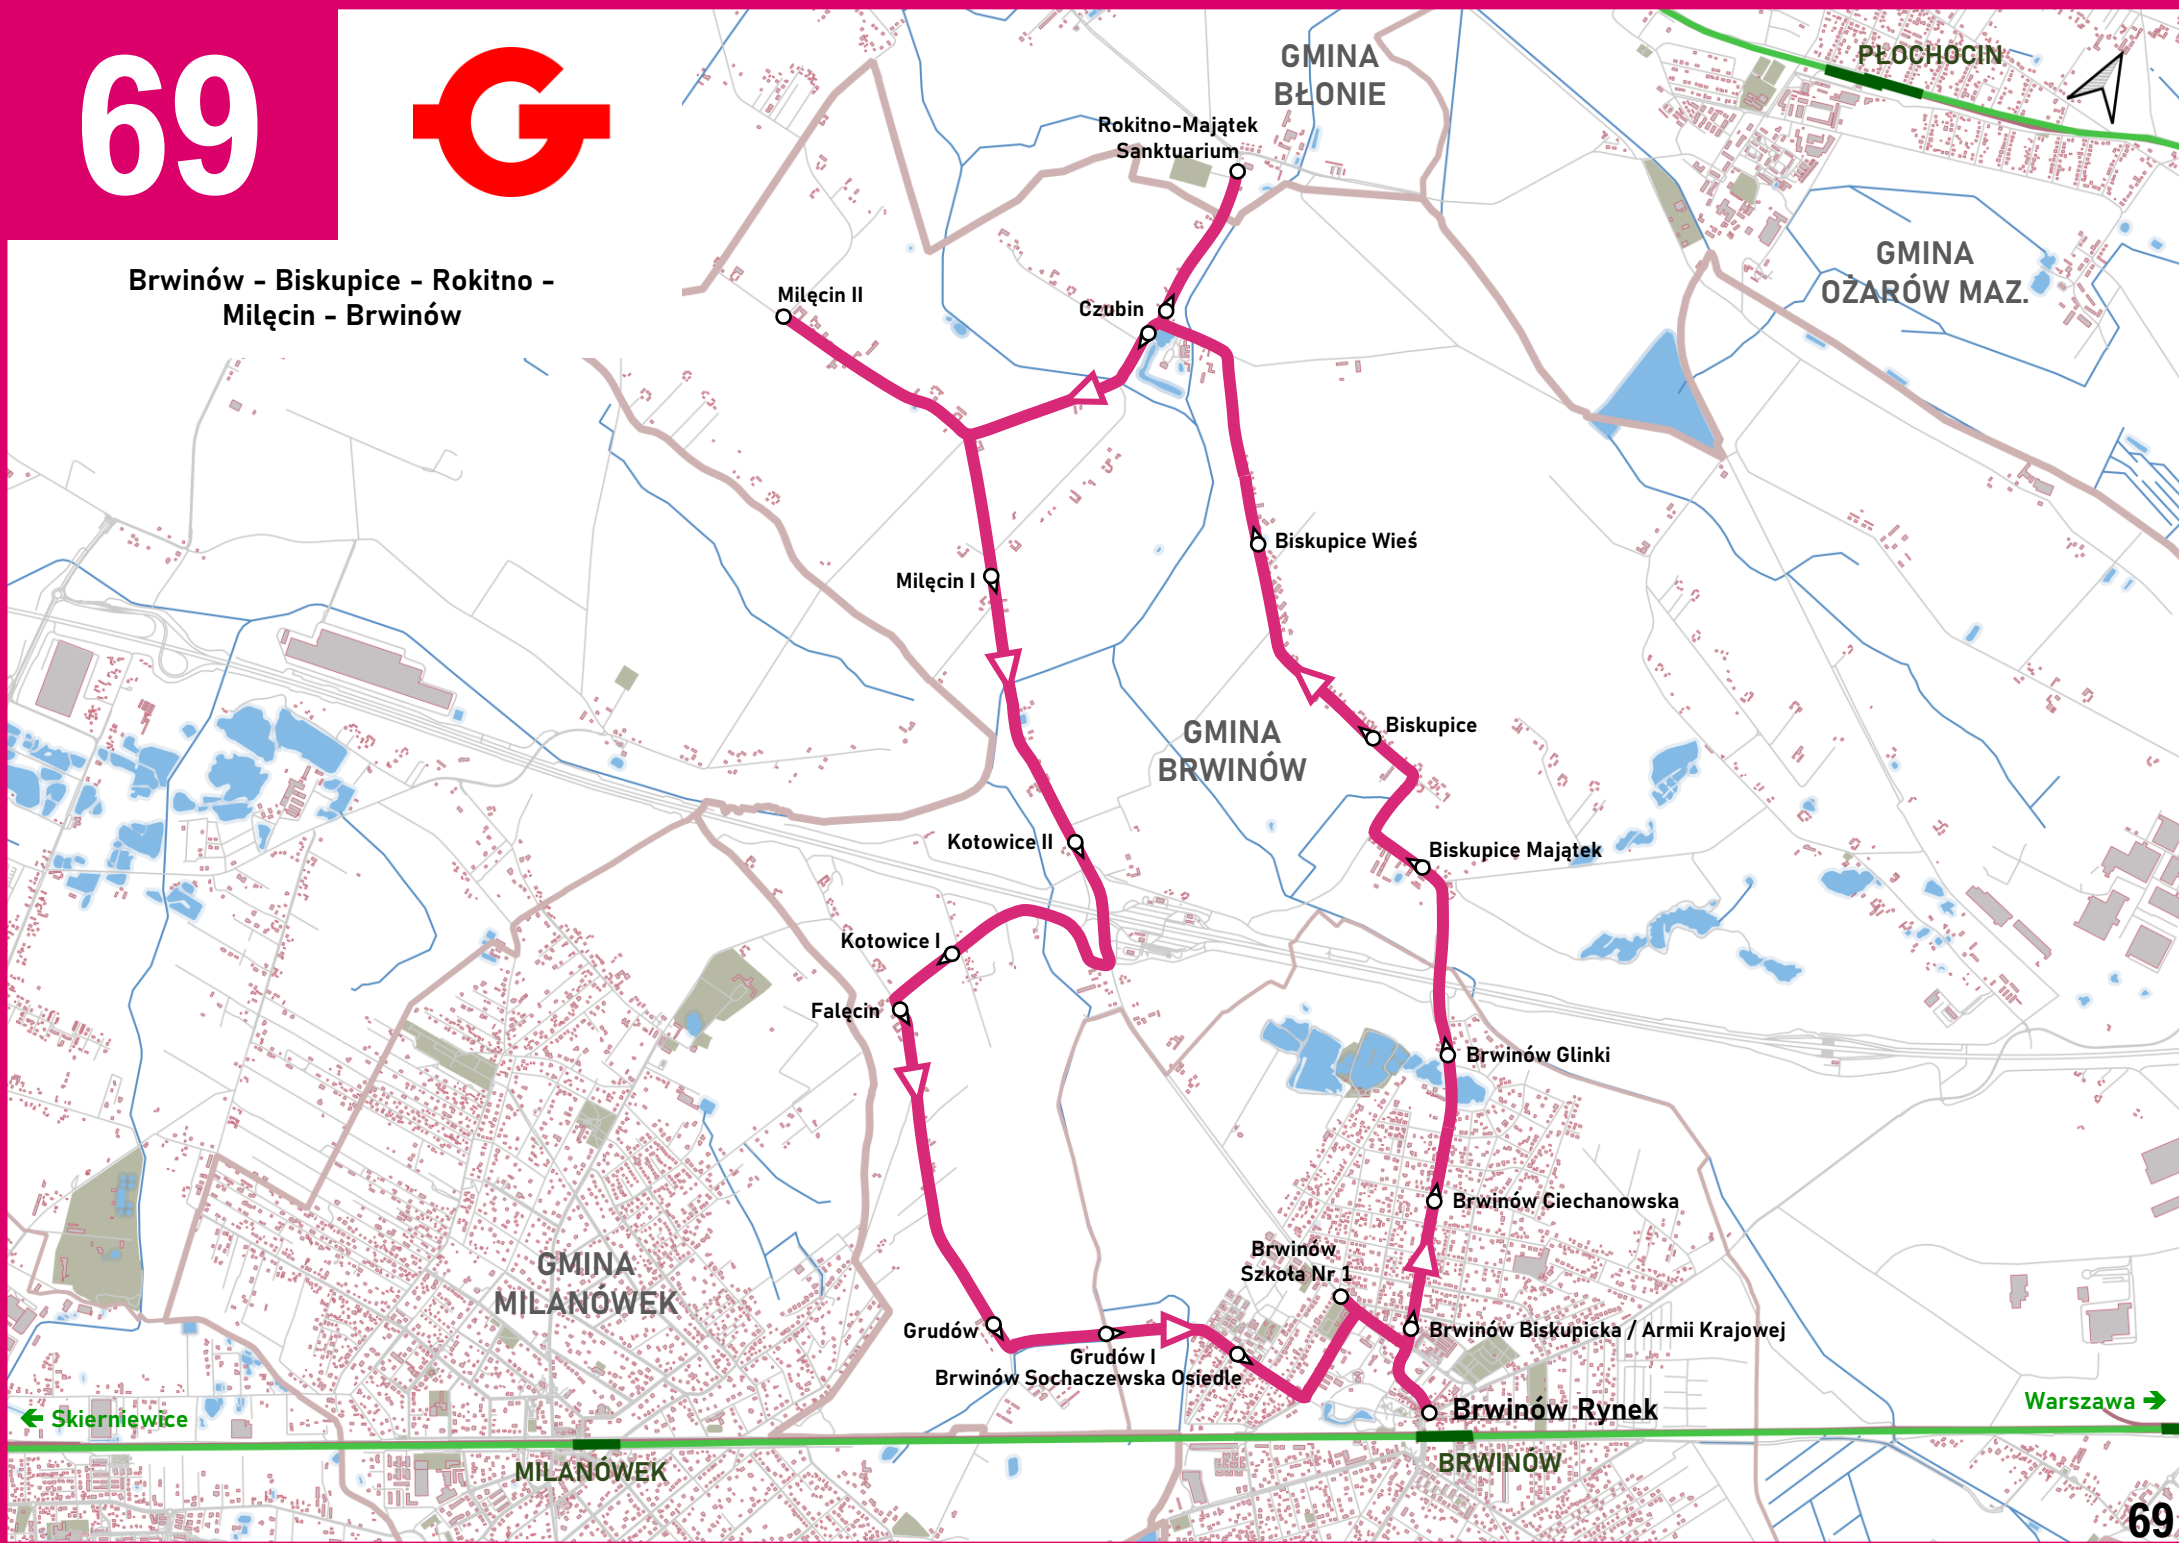 69
G
Brwinów - Biskupice - Rokitno -
Milęcin - Brwinów
GMINA
BŁONIE
PŁOCHOCIN
Rokitno-Majątek
Sanktuarium
GMINA
OŻARÓW MAZ.
Milęcin II
Czubin
Biskupice Wieś
Milęcin I
Biskupice
GMINA
BRWINÓW
Kotowice II
Biskupice Majątek
Kotowice I
Falęcin
Brwinów Glinki
Brwinów Ciechanowska
Brwinów
Szkoła Nr 1
GMINA
MILANÓWEK
Grudów
Brwinów Biskupicka / Armii Krajowej
Grudów I
Brwinów Sochaczewska Osiedle
Brwinów Rynek
← Skierniewice
Warszawa →
MILANÓWEK
BRWINÓW
69